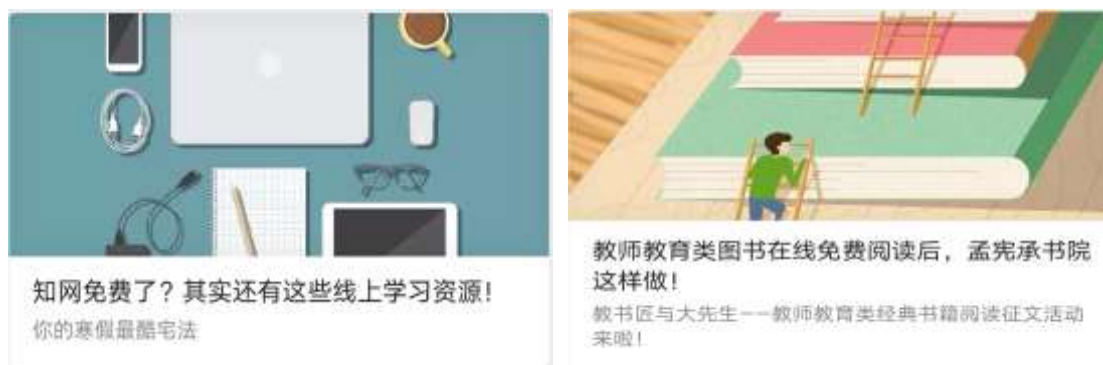 知网免费了？其实还有这些线上学习资源！
你的寒假最酷宅法
教师教育类图书在线免费阅读后，孟宪承书院
这样做！
教书匠与大先生——教师教育类经典书籍阅读征文活动
来啦！